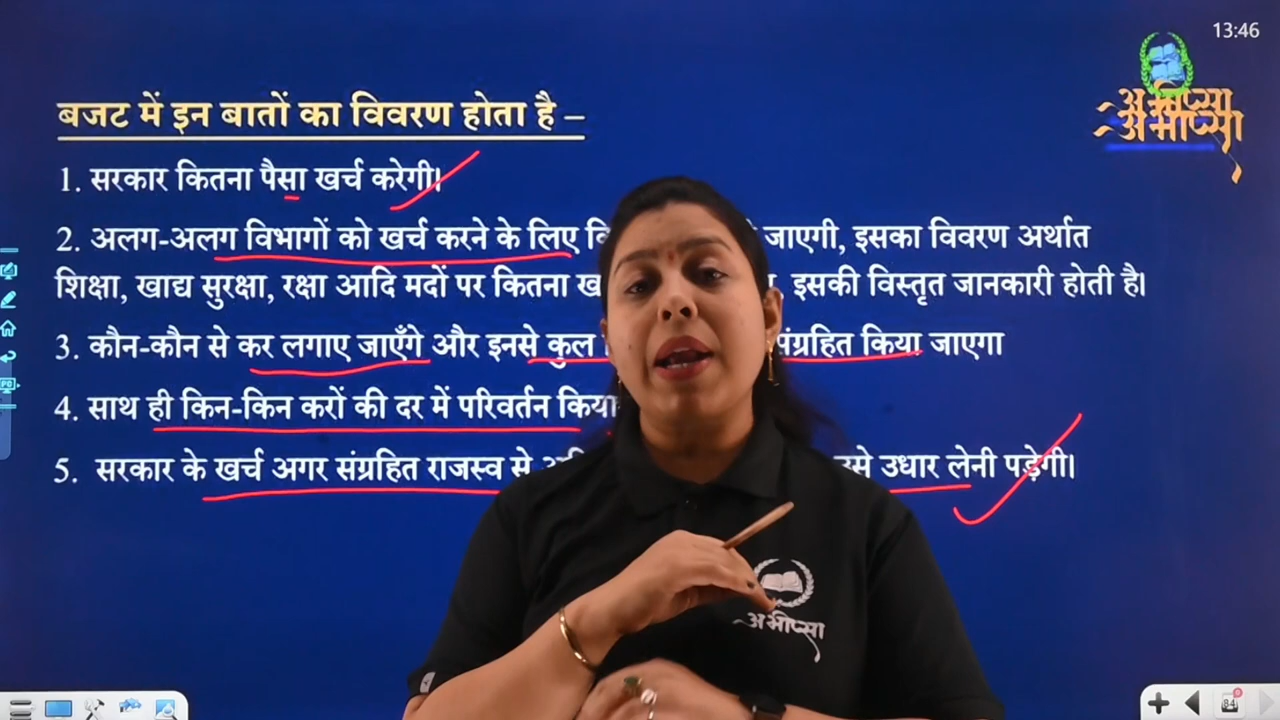 13:46
अभीप्सा
बजट में इन बातों का विवरण होता है –
1. सरकार कितना पैसा खर्च करेगी।
2. अलग-अलग विभागों को खर्च करने के लिए जाएगी, इसका विवरण अर्थात
शिक्षा, खाद्य सुरक्षा, रक्षा आदि मदों पर कितना इसकी विस्तृत जानकारी होती है।
3. कौन-कौन से कर लगाए जाएँगे और इनसे कुल संग्रहित किया जाएगा
4. साथ ही किन-किन करों की दर में परिवर्तन किया
5. सरकार के खर्च अगर संग्रहित राजस्व से उधार लेनी पड़ेगी।
अभीप्सा
84